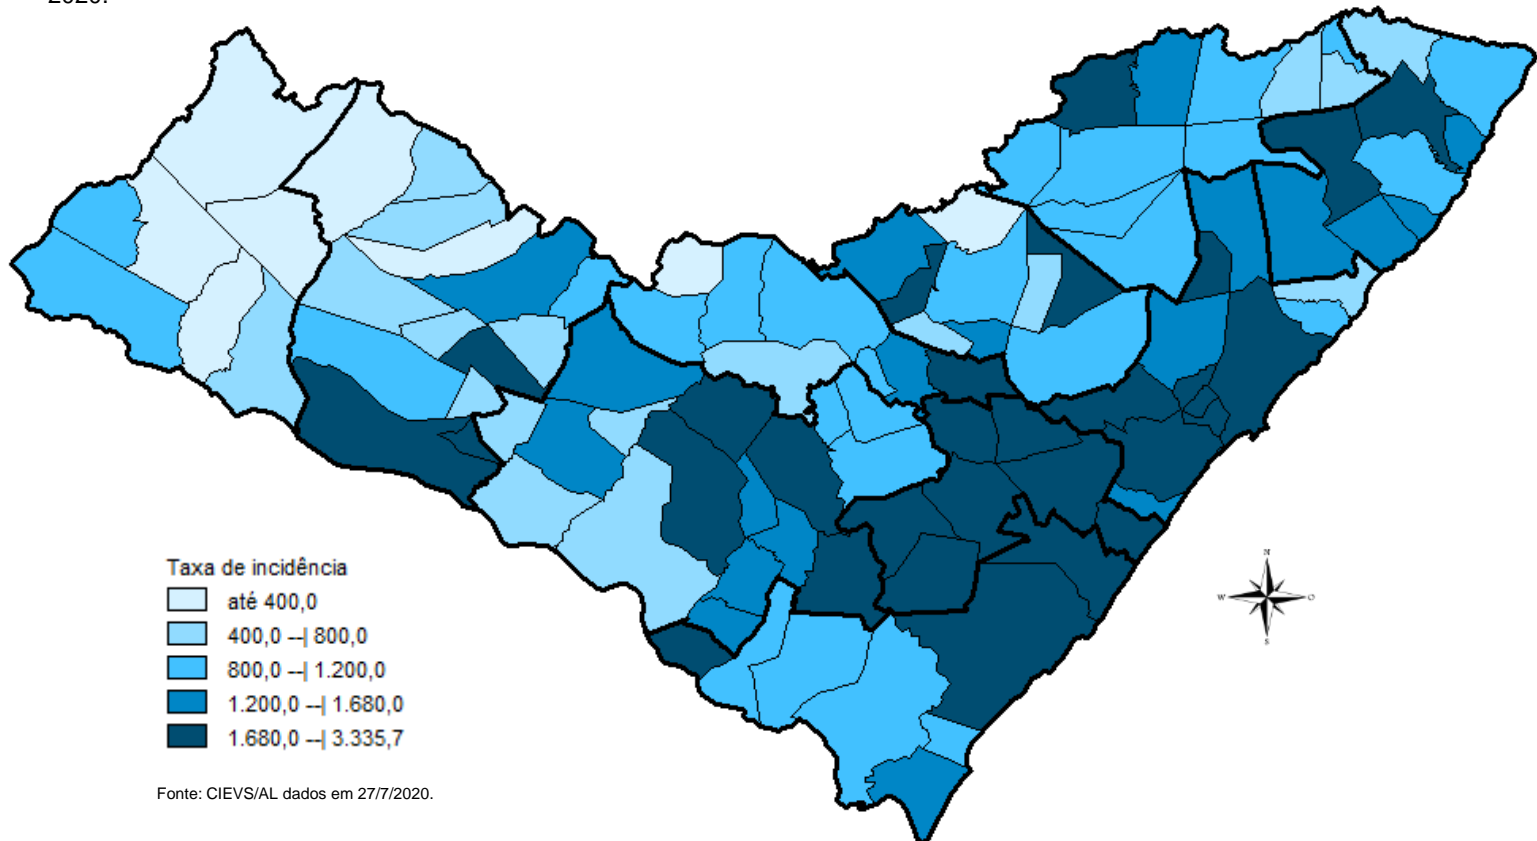 2020.
Taxa de incidência
até 400,0
400,0 --| 800,0
800,0 --| 1.200,0
1.200,0 --| 1.680,0
1.680,0 --| 3.335,7
Fonte: CIEVS/AL dados em 27/7/2020.
N
W O
S